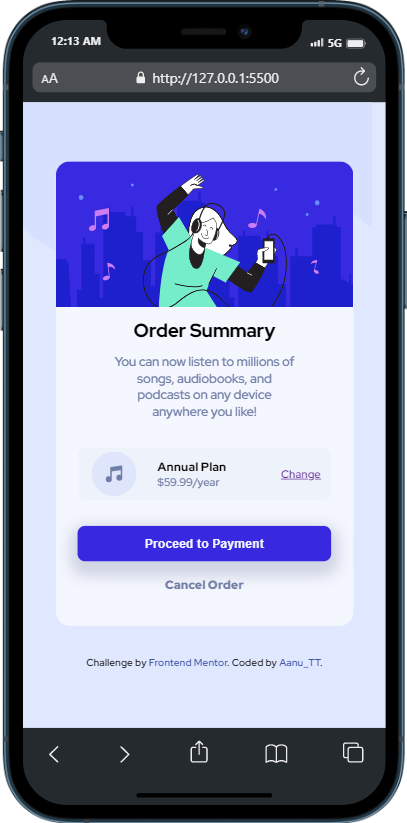 12:13 AM
5G
AA
http://127.0.0.1:5500
Order Summary
You can now listen to millions of
songs, audiobooks, and
podcasts on any device
anywhere you like!
Annual Plan
$59.99/year
Change
Proceed to Payment
Cancel Order
Challenge by Frontend Mentor. Coded by Aanu_TT.